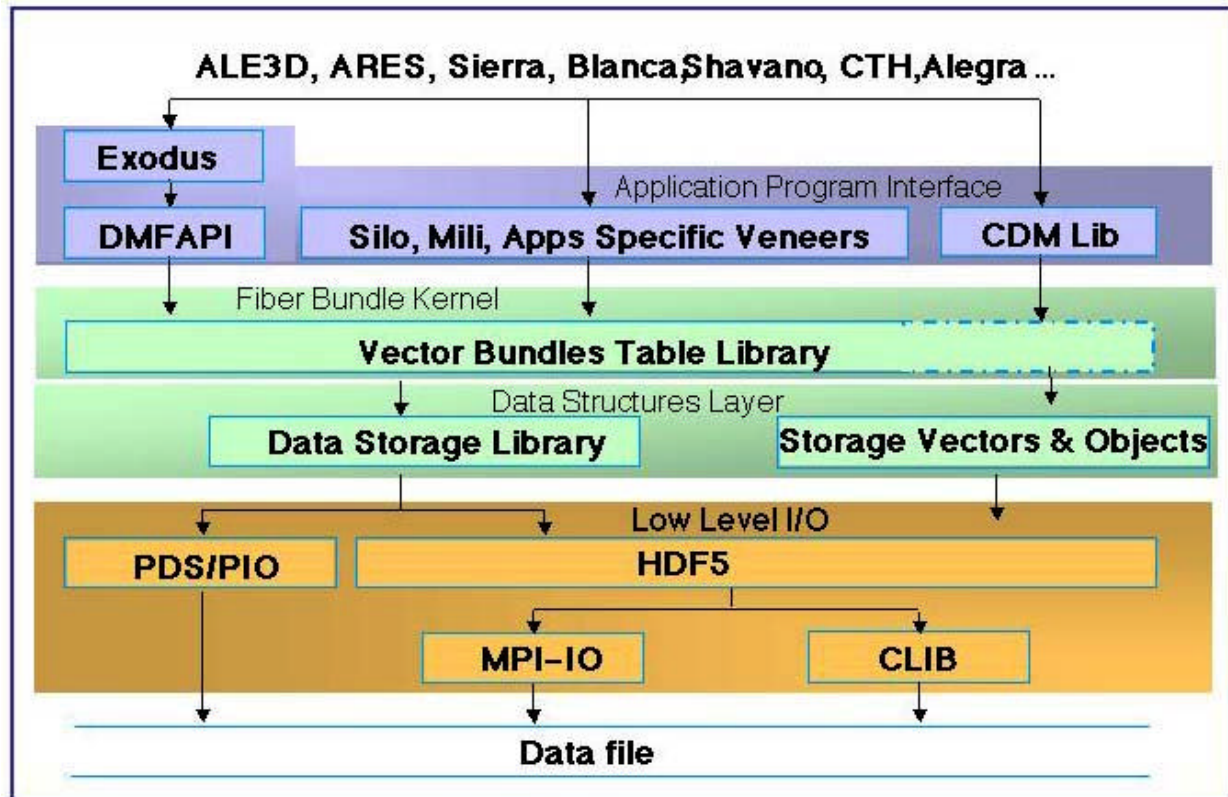 ALE3D, ARES, Sierra, Blanca,Shavano, CTH,Alegra ...
Exodus
Application Program Interface
DMFAPI
Silo, Mili, Apps Specific Veneers
CDM Lib
Fiber Bundle Kernel
Vector Bundles Table Library
Data Structures Layer
Data Storage Library
Storage Vectors & Objects
Low Level I/O
PDS/PIO
HDF5
MPI-IO
CLIB
Data file